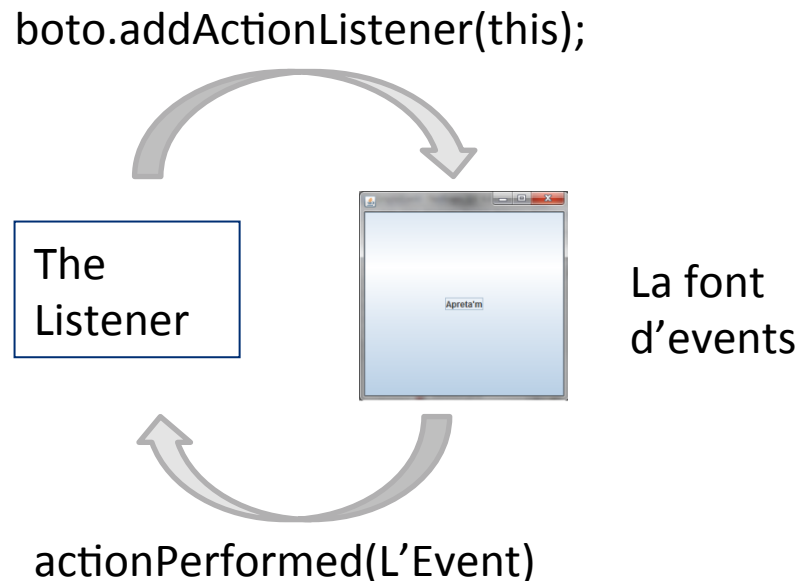 boto.addActionListener(this);
The
Listener
Apreta'm
La font
d’events
actionPerformed(L’Event)